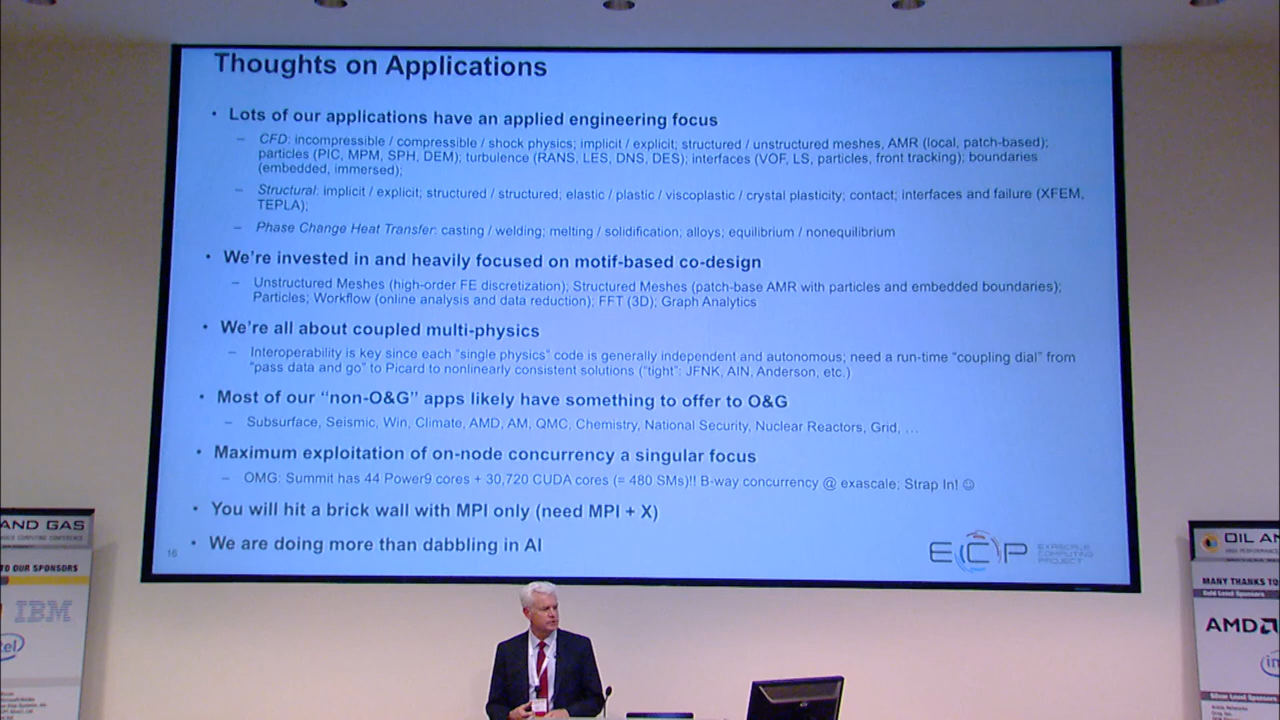 Thoughts on Applications
• Lots of our applications have an applied engineering focus
– CFD: incompressible / compressible / shock physics; implicit / explicit; structured / unstructured meshes, AMR (local, patch-based);
particles (PIC, MPM, SPH, DEM); turbulence (RANS, LES, DNS, DES); interfaces (VOF, LS, particles, front tracking); boundaries
(embedded, immersed);
– Structural: implicit / explicit; structured / structured; elastic / plastic / viscoplastic / crystal plasticity; contact; interfaces and failure (XFEM,
TEPLA);
– Phase Change Heat Transfer: casting / welding; melting / solidification; alloys; equilibrium / nonequilibrium
• We're invested in and heavily focused on motif-based co-design
– Unstructured Meshes (high-order FE discretization); Structured Meshes (patch-base AMR with particles and embedded boundaries);
Particles; Workflow (online analysis and data reduction); FFT (3D); Graph Analytics
• We're all about coupled multi-physics
– Interoperability is key since each "single physics" code is generally independent and autonomous; need a run-time "coupling dial" from
"pass data and go" to Picard to nonlinearly consistent solutions ("tight": JFNK, AIN, Anderson, etc.)
• Most of our "non-O&G" apps likely have something to offer to O&G
– Subsurface, Seismic, Win, Climate, AMD, AM, QMC, Chemistry, National Security, Nuclear Reactors, Grid, …
• Maximum exploitation of on-node concurrency a singular focus
– OMG: Summit has 44 Power9 cores + 30,720 CUDA cores (= 480 SMs)!! B-way concurrency @ exascale; Strap In! ☺
• You will hit a brick wall with MPI only (need MPI + X)
• We are doing more than dabbling in AI
16
ECP EXASCALE
COMPUTING
PROJECT
AND GAS
TO OUR SPONSORS
IBM
tel
OIL AN
MANY THANKS TO
Gold Level Sponsors
AMD
in
Silver Level Sponsors